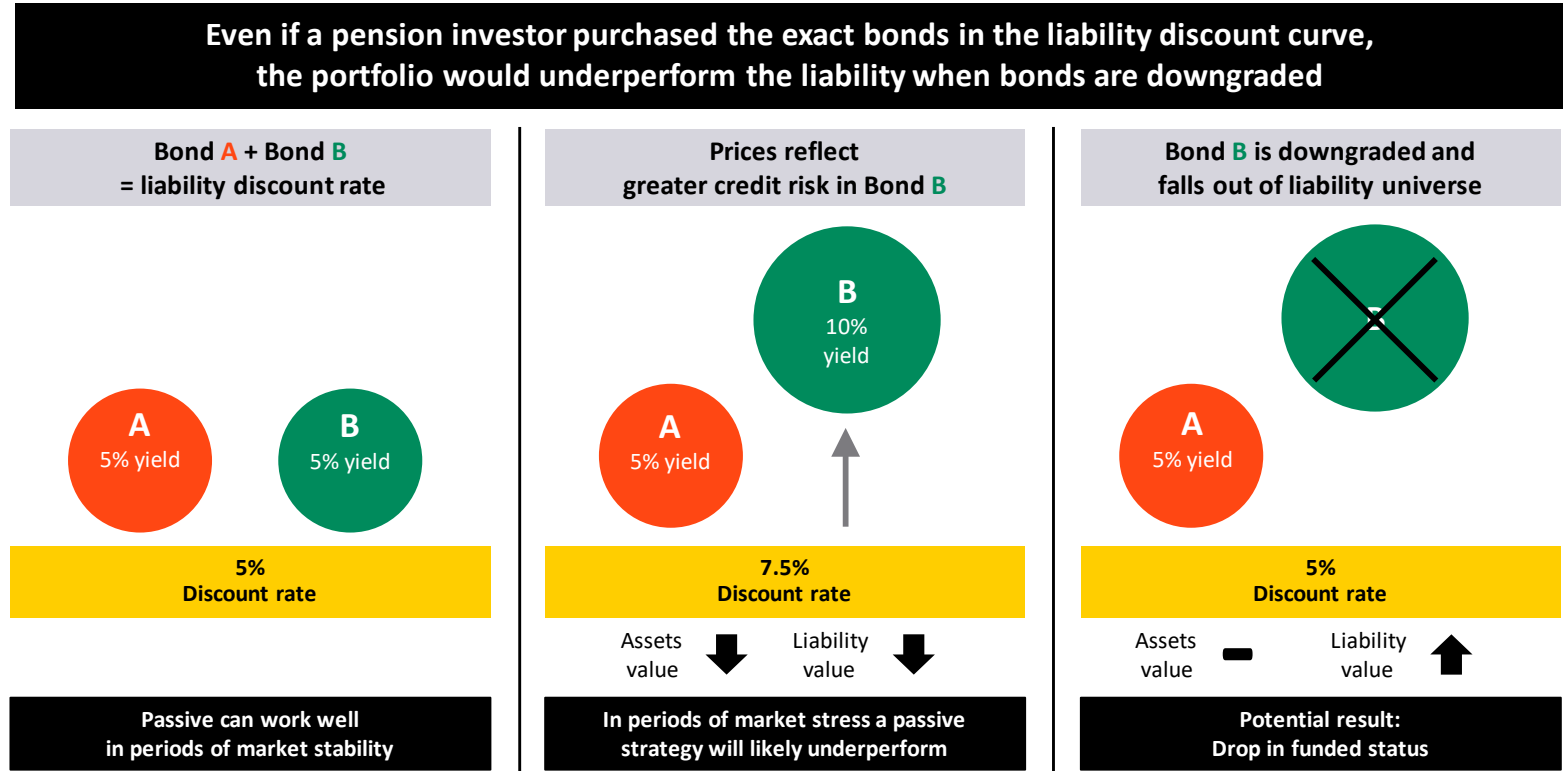 Even if a pension investor purchased the exact bonds in the liability discount curve,
the portfolio would underperform the liability when bonds are downgraded
Bond A + Bond B
= liability discount rate
A
5% yield
B
5% yield
5%
Discount rate
Passive can work well
in periods of market stability
Prices reflect
greater credit risk in Bond B
B
10%
yield
A
5% yield
7.5%
Discount rate
Assets
value
Liability
value
In periods of market stress a passive
strategy will likely underperform
Bond B is downgraded and
falls out of liability universe
B
A
5% yield
5%
Discount rate
Assets
value
Liability
value
Potential result:
Drop in funded status